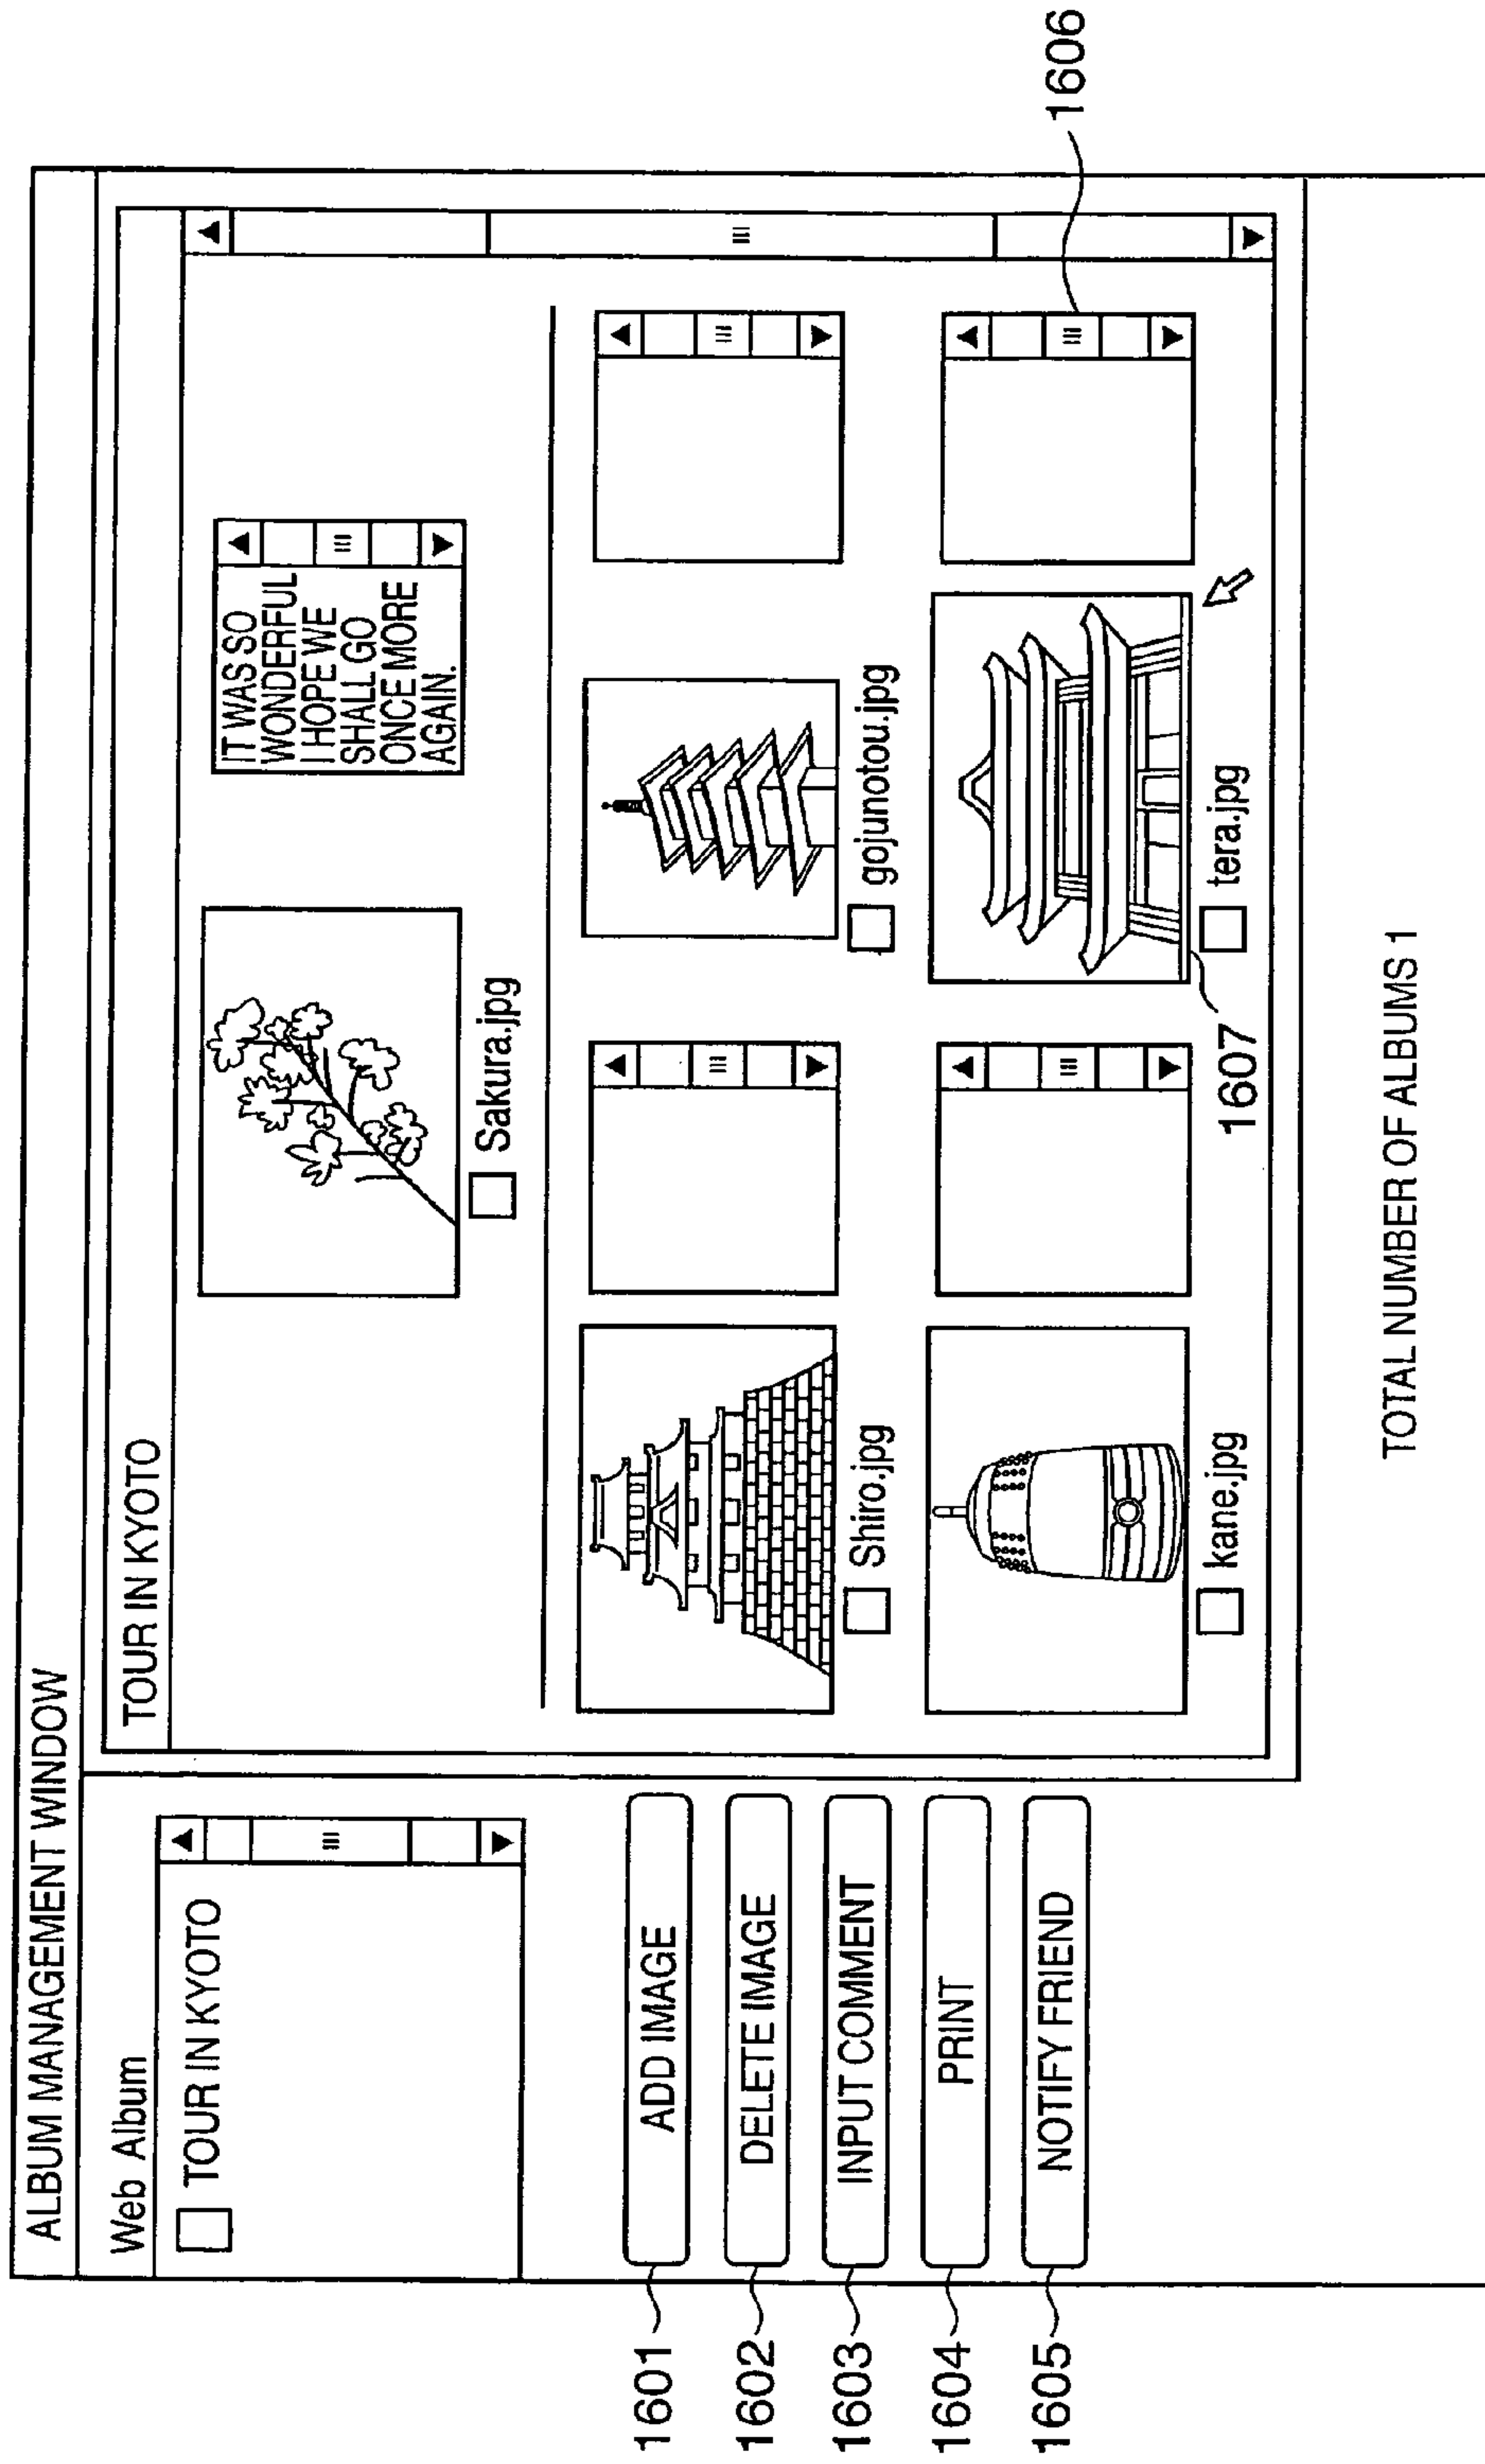 ALBUM MANAGEMENT WINDOW
Web Album
TOUR IN KYOTO
1601
ADD IMAGE
1602
DELETE IMAGE
1603
INPUT COMMENT
1604
PRINT
1605
NOTIFY FRIEND
TOUR IN KYOTO
Sakura.jpg
IT WAS SO
WONDERFUL
I HOPE WE
SHALL GO
ONCE MORE
AGAIN.
Shiro.jpg
gojunotou.jpg
kane.jpg
1607
tera.jpg
1606
TOTAL NUMBER OF ALBUMS 1